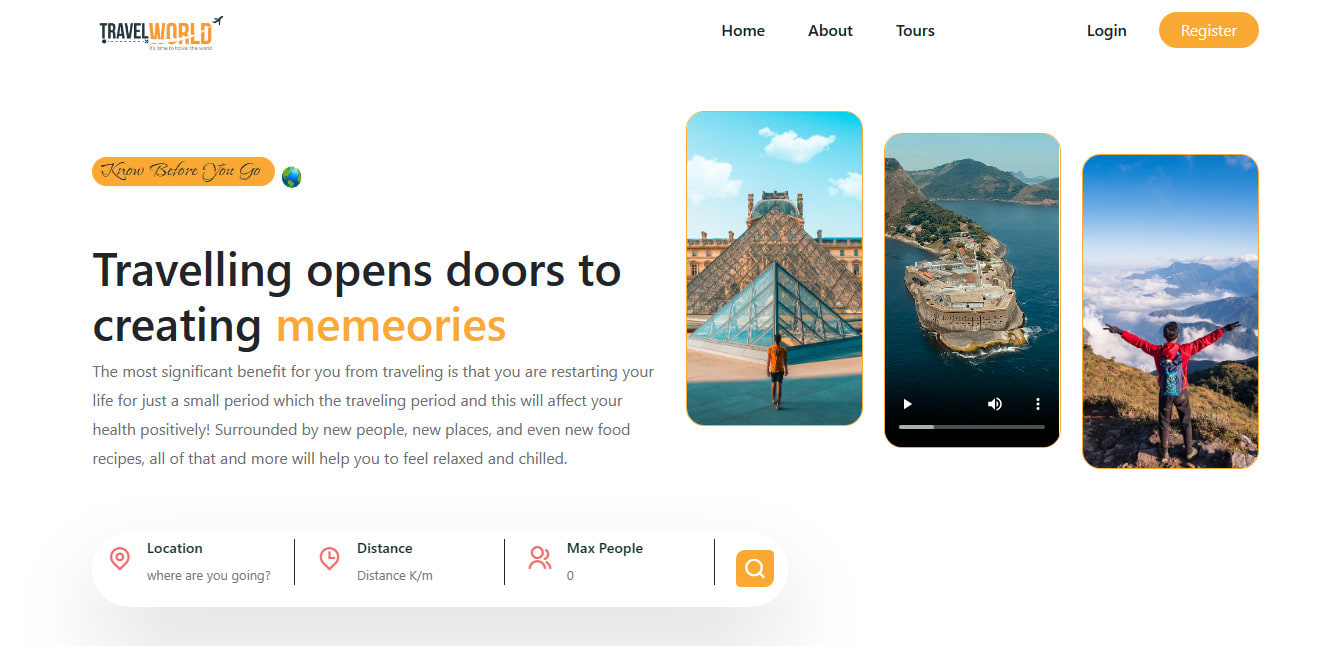 TRAVELWORLD
It's time to travel the world
Home About Tours Login Register
Know Before You Go
Travelling opens doors to
creating memeories
The most significant benefit for you from traveling is that you are restarting your
life for just a small period which the traveling period and this will affect your
health positively! Surrounded by new people, new places, and even new food
recipes, all of that and more will help you to feel relaxed and chilled.
Location Distance Max People
where are you going? Distance K/m 0